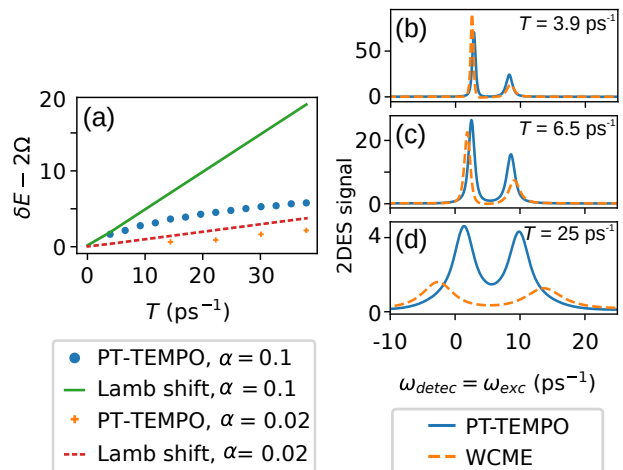 (a)
δE − 2Ω
20
10
0
0
10
20
30
T (ps⁻¹)
PT-TEMPO, α = 0.1
Lamb shift, α = 0.1
PT-TEMPO, α = 0.02
Lamb shift, α = 0.02
(b)
T = 3.9 ps⁻¹
50
0
(c)
T = 6.5 ps⁻¹
20
0
(d)
T = 25 ps⁻¹
4
0
2DES signal
-10
0
10
20
ω_detec = ω_exc (ps⁻¹)
PT-TEMPO
WCME